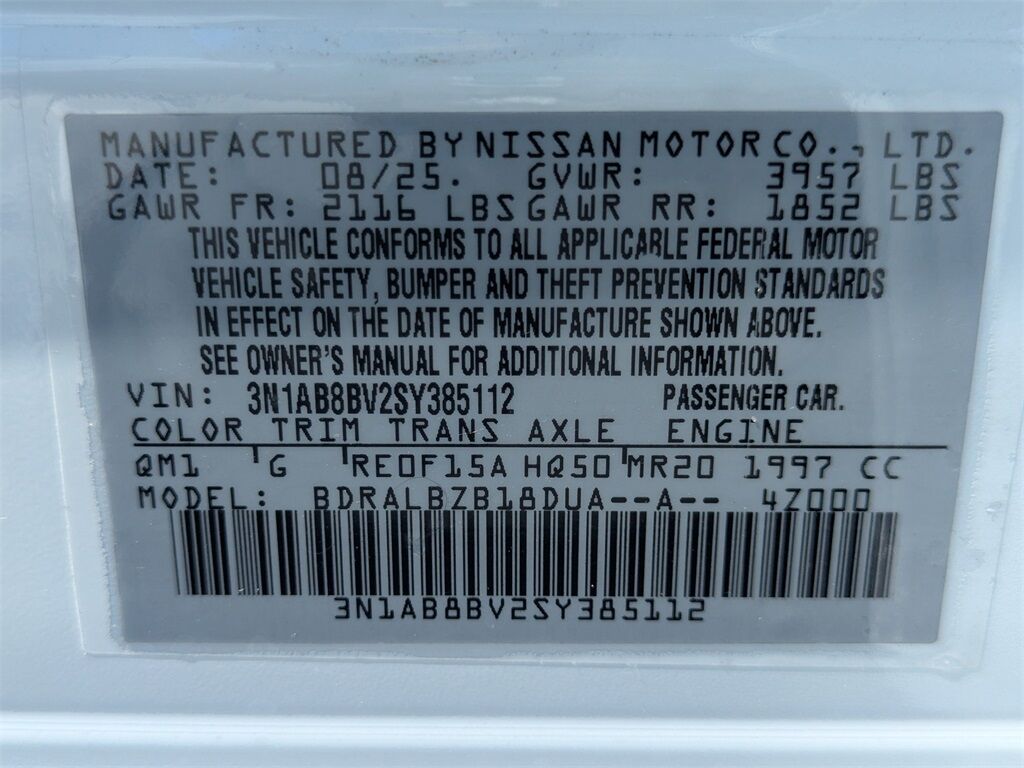 MANUFACTURED BY NISSAN MOTOR CO., LTD.
DATE: 08/25. GVWR: 3957 LBS
GAWR FR: 2116 LBS GAWR RR: 1852 LBS
THIS VEHICLE CONFORMS TO ALL APPLICABLE FEDERAL MOTOR
VEHICLE SAFETY, BUMPER AND THEFT PREVENTION STANDARDS
IN EFFECT ON THE DATE OF MANUFACTURE SHOWN ABOVE.
SEE OWNER'S MANUAL FOR ADDITIONAL INFORMATION.
VIN: 3N1AB8BV2SY385112 PASSENGER CAR.
COLOR TRIM TRANS AXLE ENGINE
QM1 G RE0F15A HQ50 MR20 1997 CC
MODEL: BDRALBZB18DUA--A-- 4Z000
3N1AB8BV2SY385112